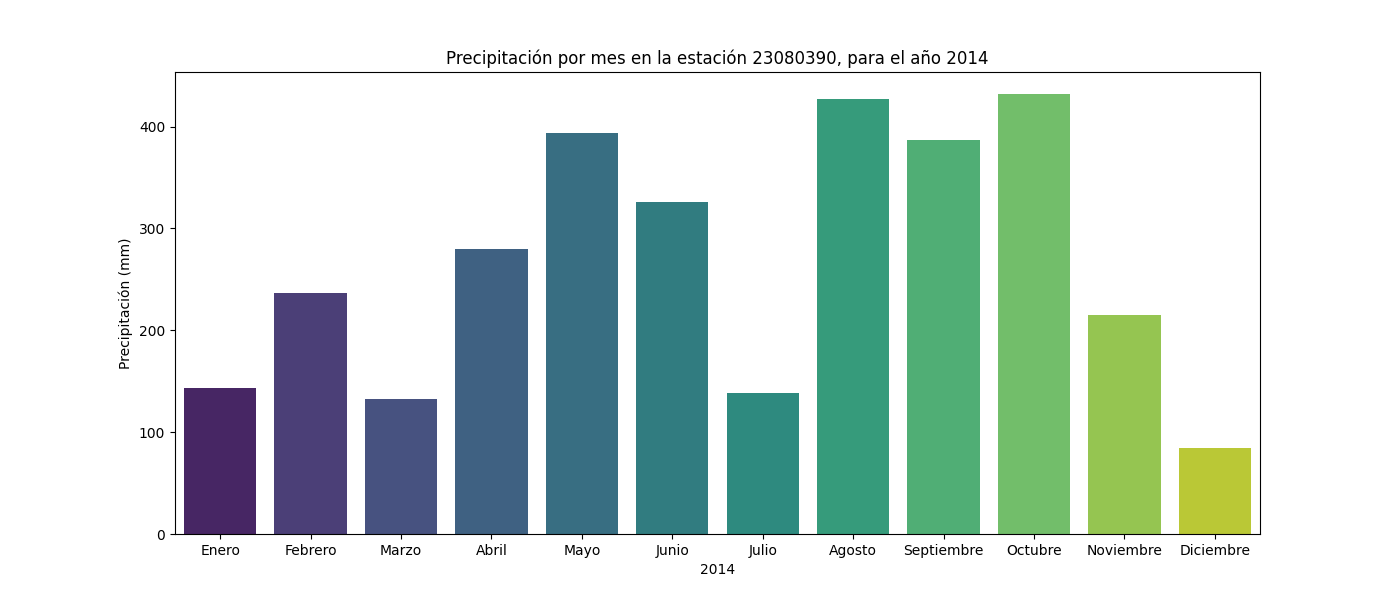 Precipitación por mes en la estación 23080390, para el año 2014
Precipitación (mm)
400
300
200
100
0
Enero Febrero Marzo Abril Mayo Junio Julio Agosto Septiembre Octubre Noviembre Diciembre
2014